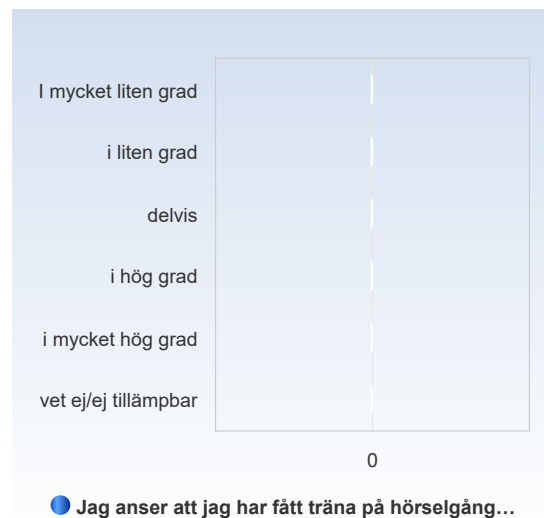 I mycket liten grad
i liten grad
delvis
i hög grad
i mycket hög grad
vet ej/ej tillämpbar
0
Jag anser att jag har fått träna på hörselgång…